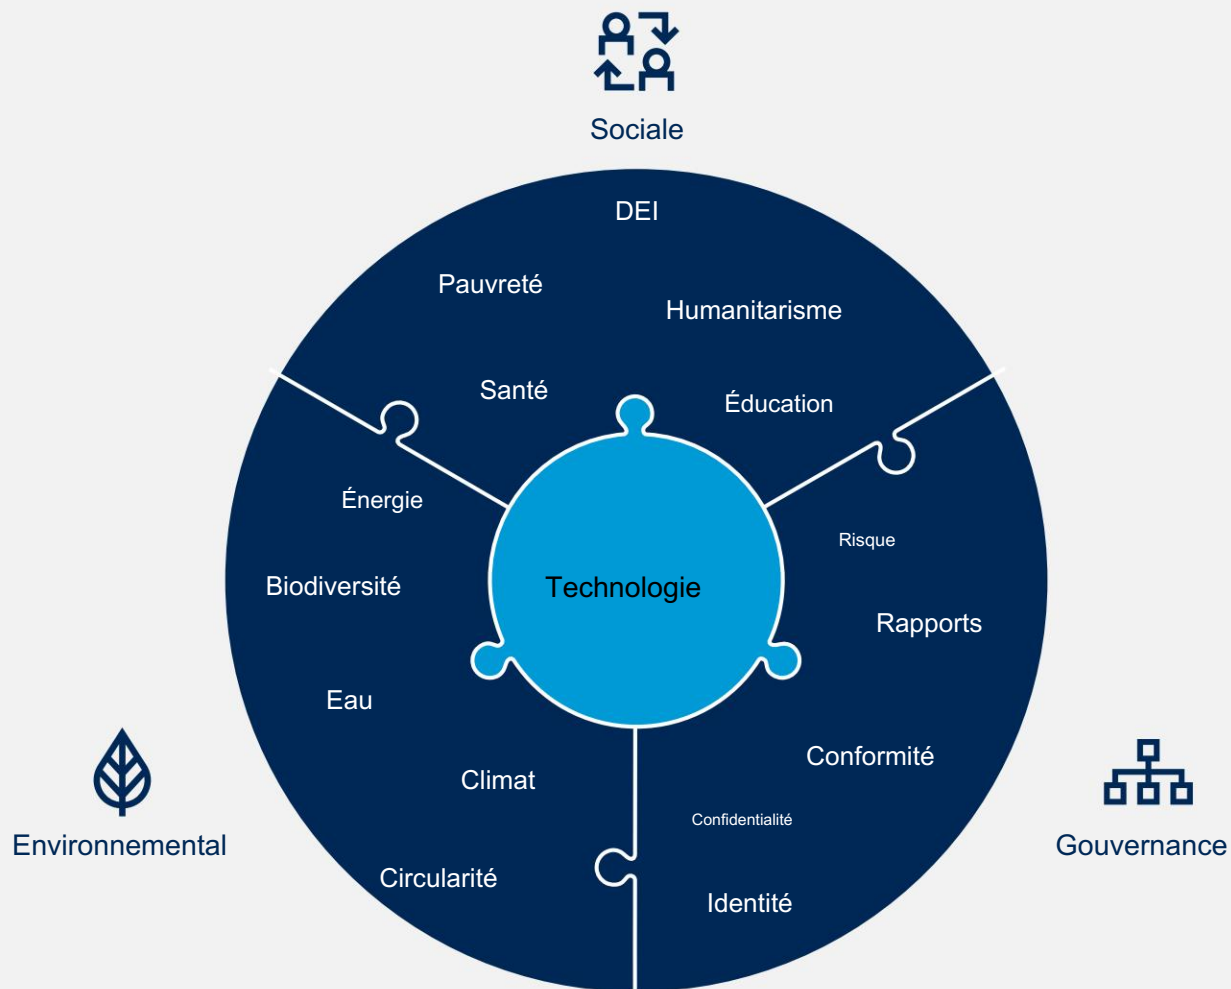 Sociale
DEI
Pauvreté
Humanitarisme
Santé
Éducation
Énergie
Risque
Biodiversité
Technologie
Rapports
Eau
Conformité
Climat
Confidentialité
Environnemental
Gouvernance
Circularité
Identité